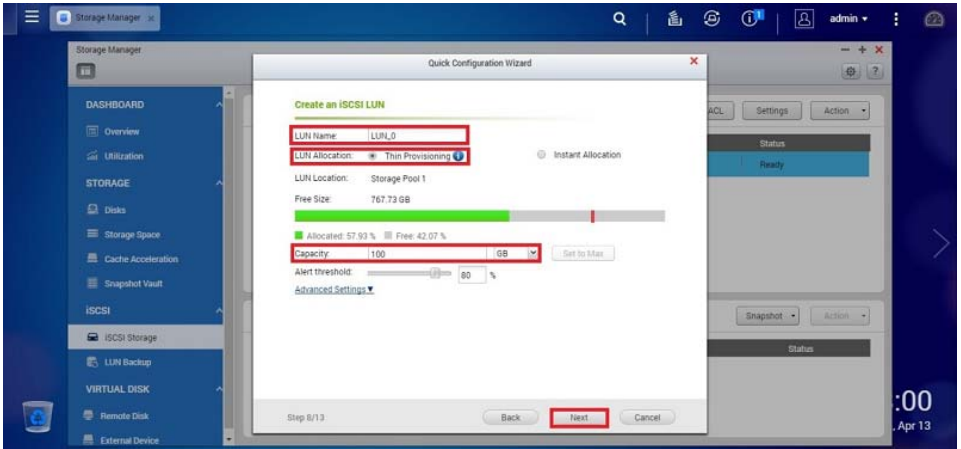 Storage Manager ×
1
admin
Storage Manager
Quick Configuration Wizard
?
DASHBOARD
Overview
Utilization
STORAGE
Disks
Storage Space
Cache Acceleration
Snapshot Vault
iSCSI
iSCSI Storage
LUN Backup
VIRTUAL DISK
Remote Disk
External Device
Create an iSCSI LUN
LUN Name: LUN_0
LUN Allocation: Thin Provisioning Instant Allocation
LUN Location: Storage Pool 1
Free Size: 767.73 GB
Allocated: 57.93 % Free: 42.07 %
Capacity: 100 GB Set to Max
Alert threshold: 80 %
Advanced Settings▼
Step 8/13 Back Next Cancel
ACL Settings Action
Status
Ready
Snapshot Action
Status
:00
, Apr 13